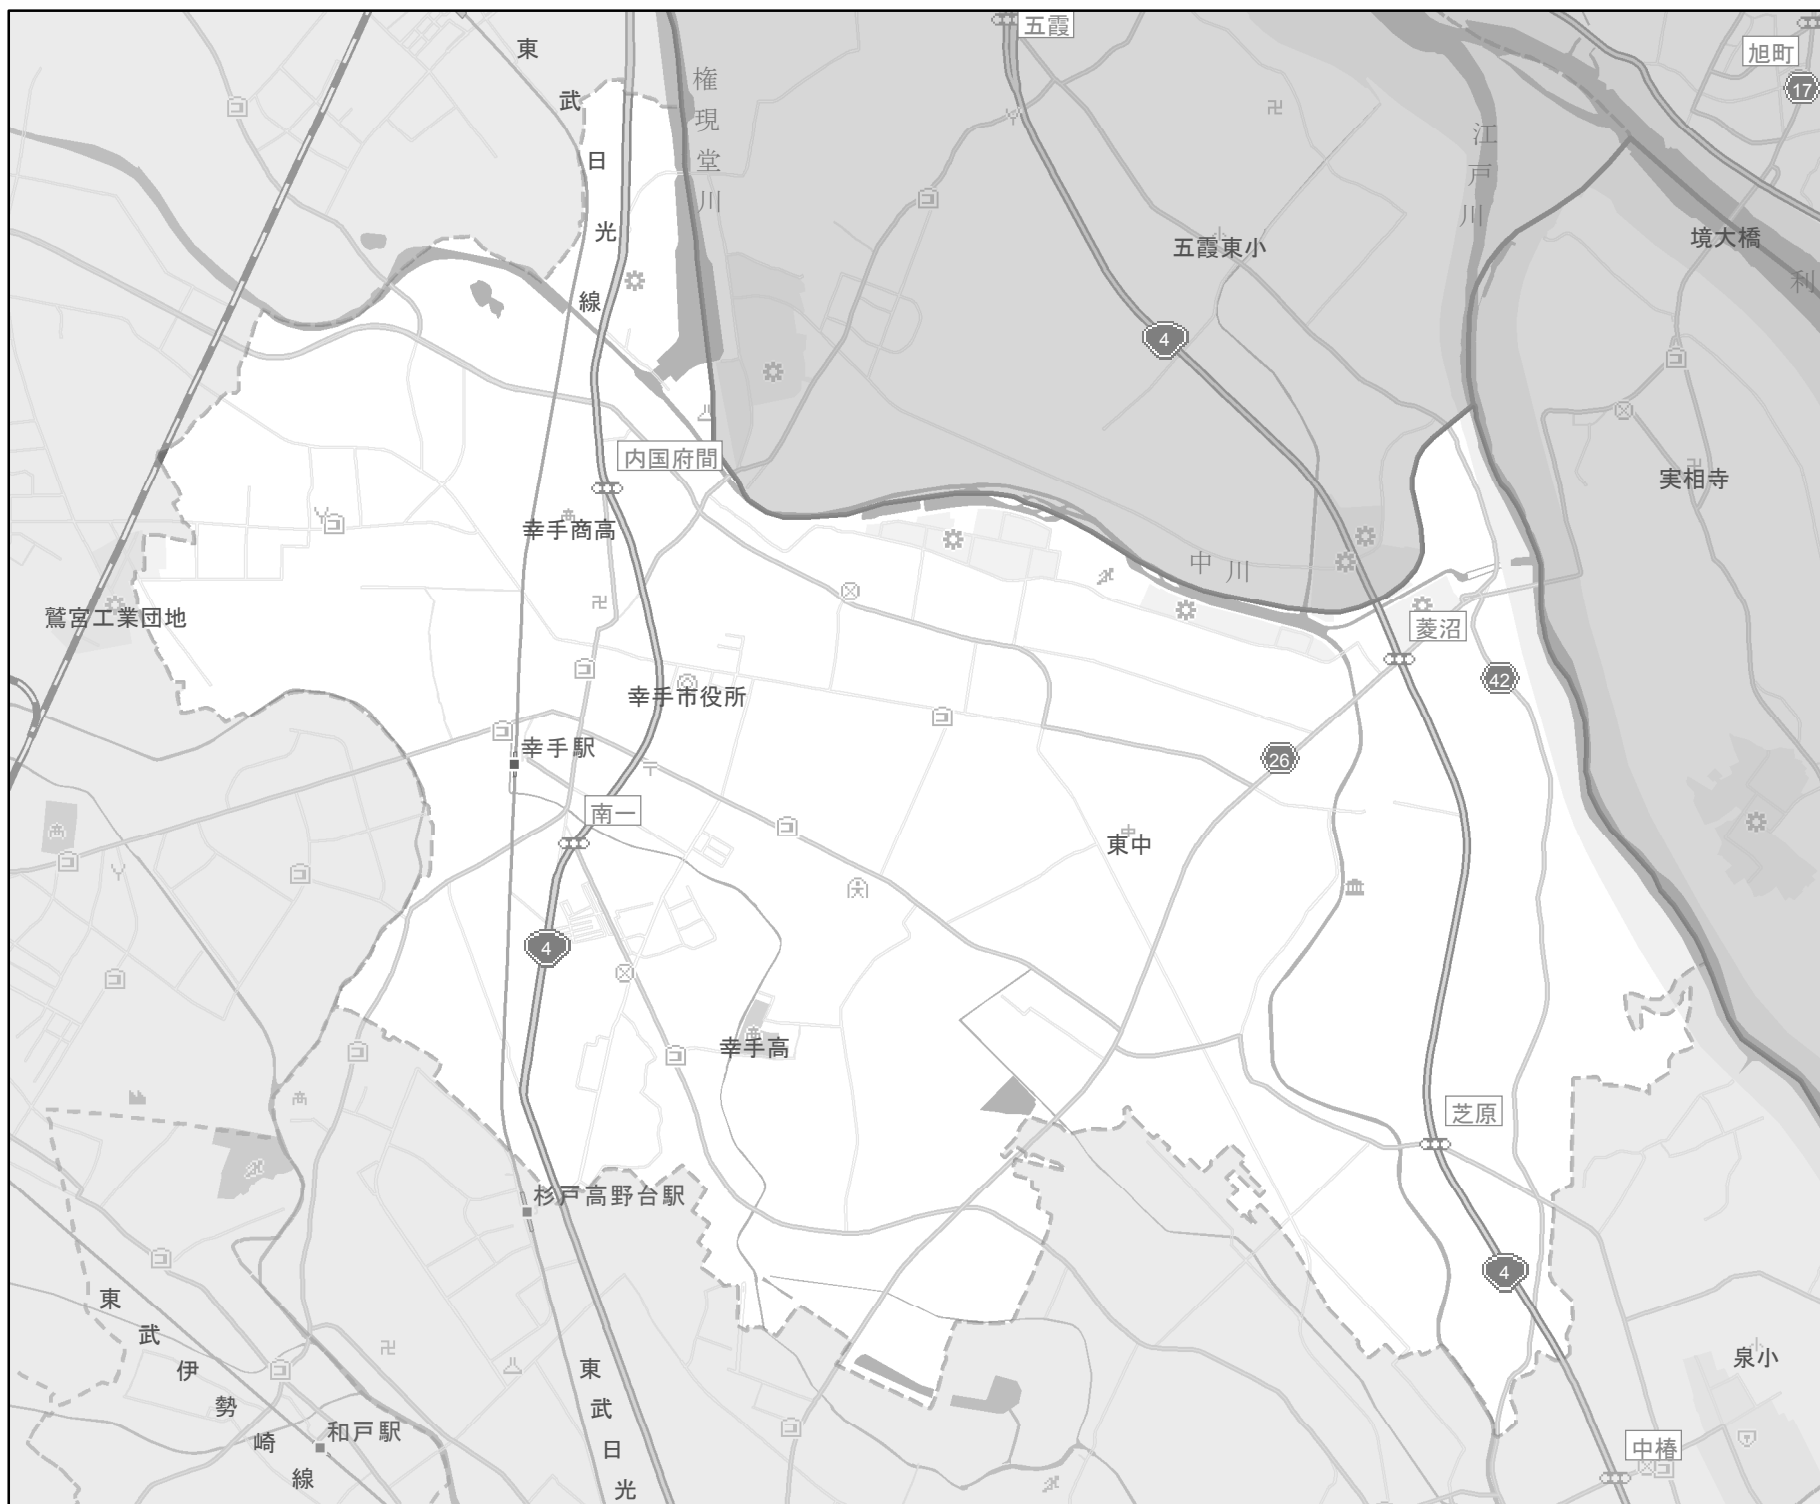 五霞
旭町
17
東武日光線
権現堂川
江戸川
五霞東小
境大橋
利
4
内国府間
実相寺
幸手商高
中川
鷲宮工業団地
菱沼
42
幸手市役所
幸手駅
26
南一
東中
4
幸手高
芝原
杉戸高野台駅
4
東武伊勢崎線
東武日光
泉小
和戸駅
中椿